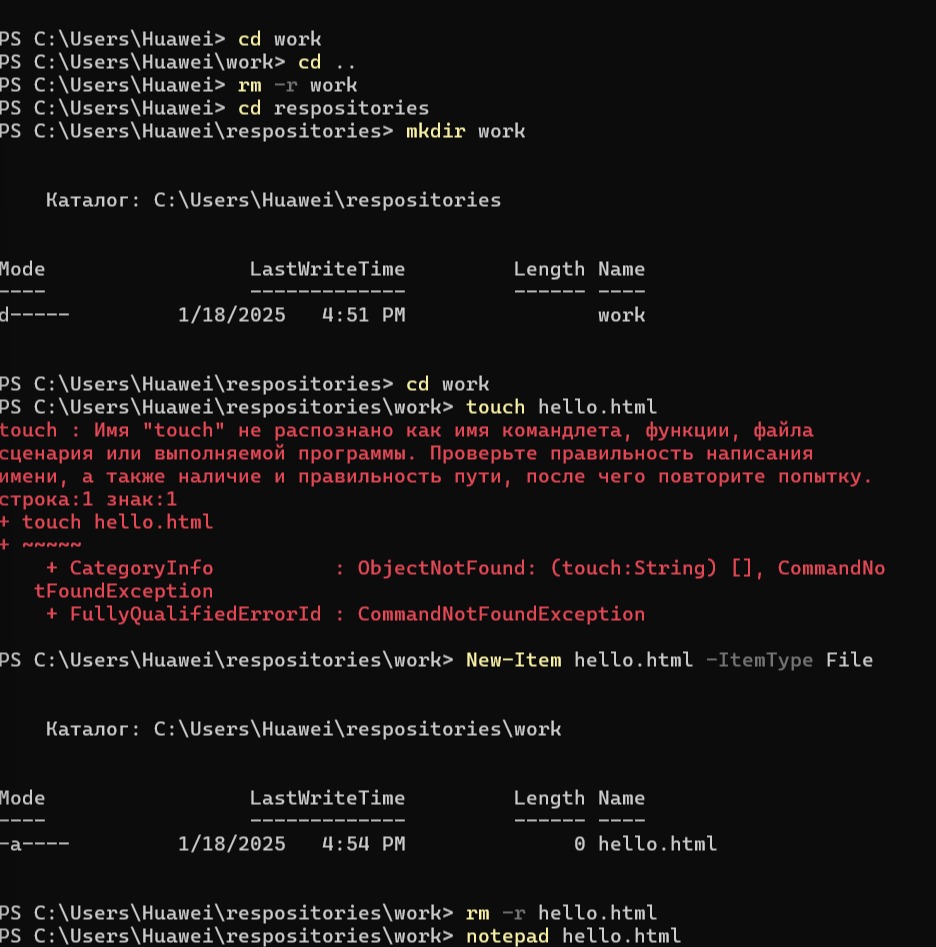 PS C:\Users\Huawei> cd work
PS C:\Users\Huawei\work> cd ..
PS C:\Users\Huawei> rm -r work
PS C:\Users\Huawei> cd respositories
PS C:\Users\Huawei\respositories> mkdir work
Каталог: C:\Users\Huawei\respositories
Mode LastWriteTime Length Name
---- ------------- ------ ----
d----- 1/18/2025 4:51 PM work
PS C:\Users\Huawei\respositories> cd work
PS C:\Users\Huawei\respositories\work> touch hello.html
touch : Имя "touch" не распознано как имя командлета, функции, файла
сценария или выполняемой программы. Проверьте правильность написания
имени, а также наличие и правильность пути, после чего повторите попытку.
строка:1 знак:1
+ touch hello.html
+ ~~~~~
+ CategoryInfo : ObjectNotFound: (touch:String) [], CommandNo
tFoundException
+ FullyQualifiedErrorId : CommandNotFoundException
PS C:\Users\Huawei\respositories\work> New-Item hello.html -ItemType File
Каталог: C:\Users\Huawei\respositories\work
Mode LastWriteTime Length Name
---- ------------- ------ ----
-a---- 1/18/2025 4:54 PM 0 hello.html
PS C:\Users\Huawei\respositories\work> rm -r hello.html
PS C:\Users\Huawei\respositories\work> notepad hello.html